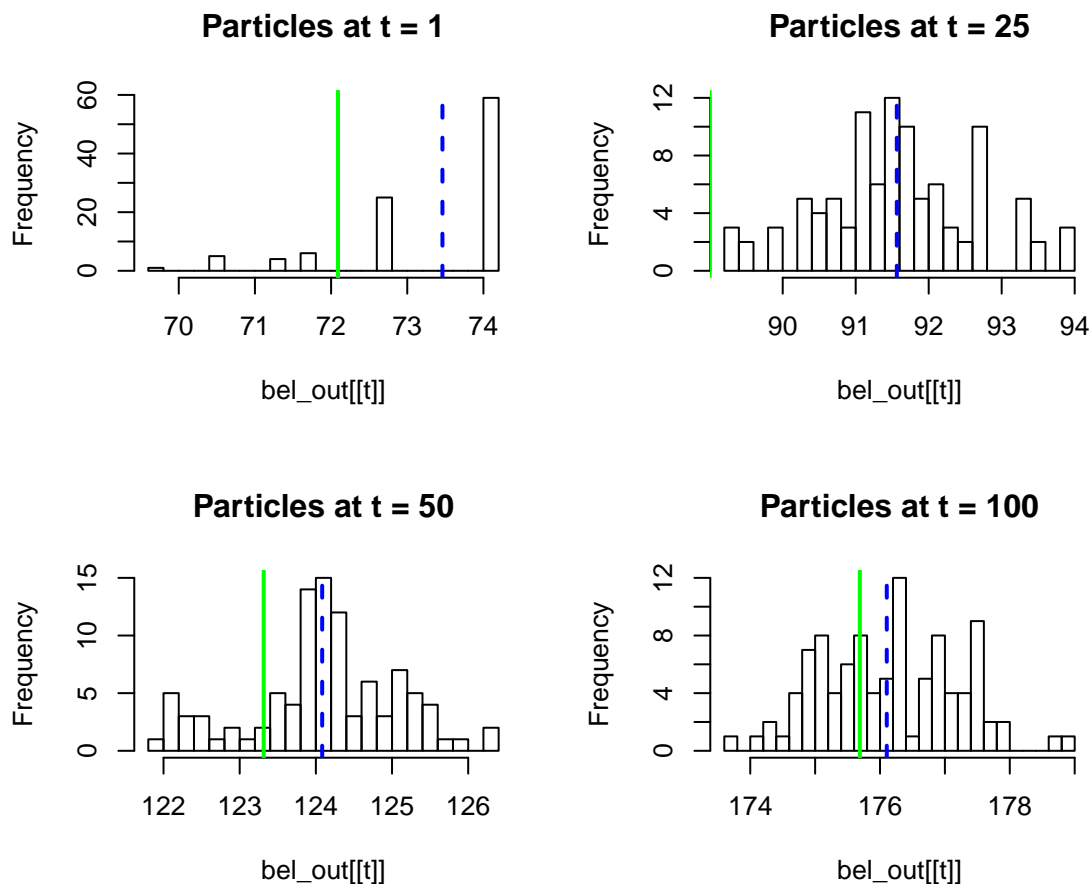 Particles at t = 1
Frequency
0 20 40 60
70 71 72 73 74
bel_out[[t]]
Particles at t = 25
Frequency
0 4 8 12
90 91 92 93 94
bel_out[[t]]
Particles at t = 50
Frequency
0 5 10 15
122 123 124 125 126
bel_out[[t]]
Particles at t = 100
Frequency
0 4 8 12
174 176 178
bel_out[[t]]